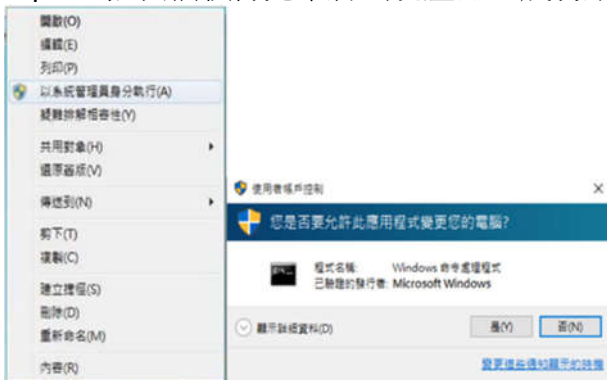 開啟(O)
編輯(E)
列印(P)
以系統管理員身分執行(A)
疑難排解相容性(Y)
共用對象(H)
還原舊版(V)
傳送到(N)
剪下(T)
複製(C)
建立捷徑(S)
刪除(D)
重新命名(M)
內容(R)
使用者帳戶控制
您是否要允許此應用程式變更您的電腦?
程式名稱: Windows 命令處理程式
已驗證的發行者: Microsoft Windows
顯示詳細資料(D)
是(Y)
否(N)
變更這些通知顯示的時機